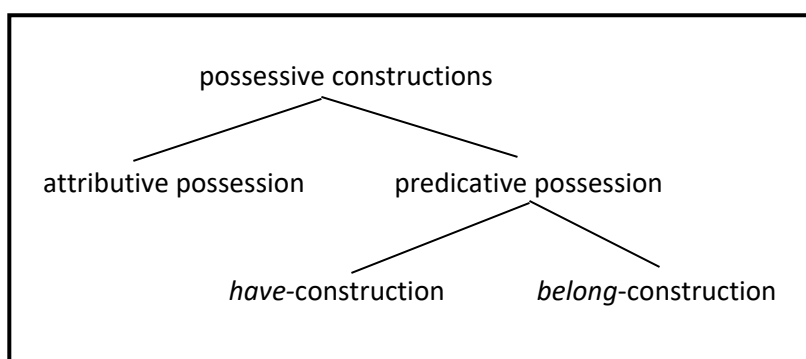 possessive constructions
attributive possession predicative possession
have-construction belong-construction